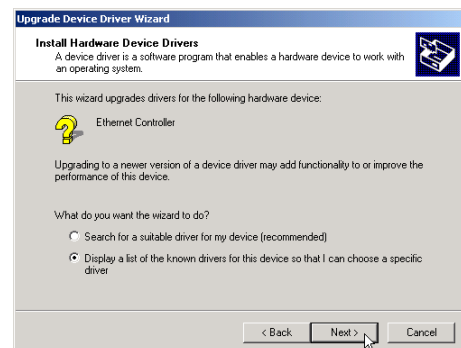 Upgrade Device Driver Wizard
Install Hardware Device Drivers
A device driver is a software program that enables a hardware device to work with
an operating system.
This wizard upgrades drivers for the following hardware device:
Ethernet Controller
Upgrading to a newer version of a device driver may add functionality to or improve the
performance of this device.
What do you want the wizard to do?
Search for a suitable driver for my device (recommended)
Display a list of the known drivers for this device so that I can choose a specific
driver
< Back Next > Cancel